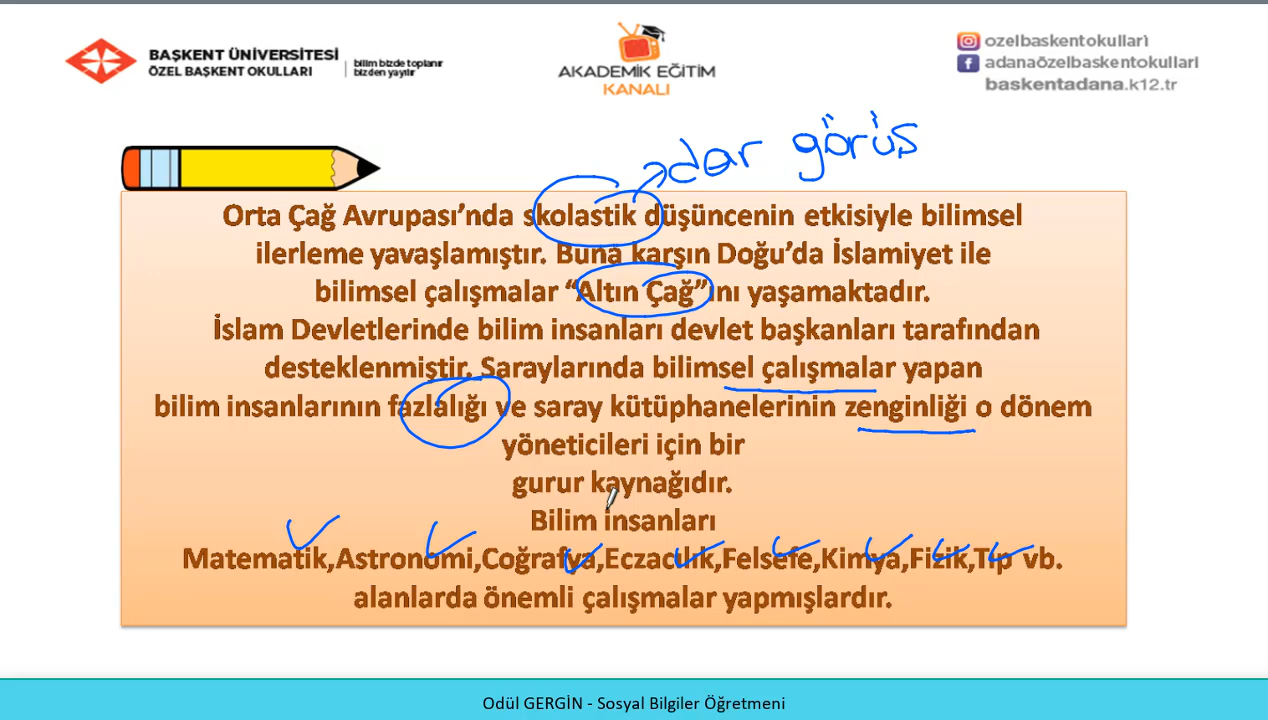 BAŞKENT ÜNİVERSİTESİ
ÖZEL BAŞKENT OKULLARI
bilim bizde toplanır
bizden yayılır
AKADEMİK EĞİTİM
KANALI
ozelbaskentokullari
adanaözelbaskentokullari
baskentadana.k12.tr
dar görüş
Orta Çağ Avrupası’nda skolastik düşüncenin etkisiyle bilimsel
ilerleme yavaşlamıştır. Buna karşın Doğu’da İslamiyet ile
bilimsel çalışmalar “Altın Çağ”ını yaşamaktadır.
İslam Devletlerinde bilim insanları devlet başkanları tarafından
desteklenmiştir. Saraylarında bilimsel çalışmalar yapan
bilim insanlarının fazlalığı ve saray kütüphanelerinin zenginliği o dönem
yöneticileri için bir
gurur kaynağıdır.
Bilim insanları
Matematik,Astronomi,Coğrafya,Eczacılık,Felsefe,Kimya,Fizik,Tıp vb.
alanlarda önemli çalışmalar yapmışlardır.
Odül GERGİN - Sosyal Bilgiler Öğretmeni